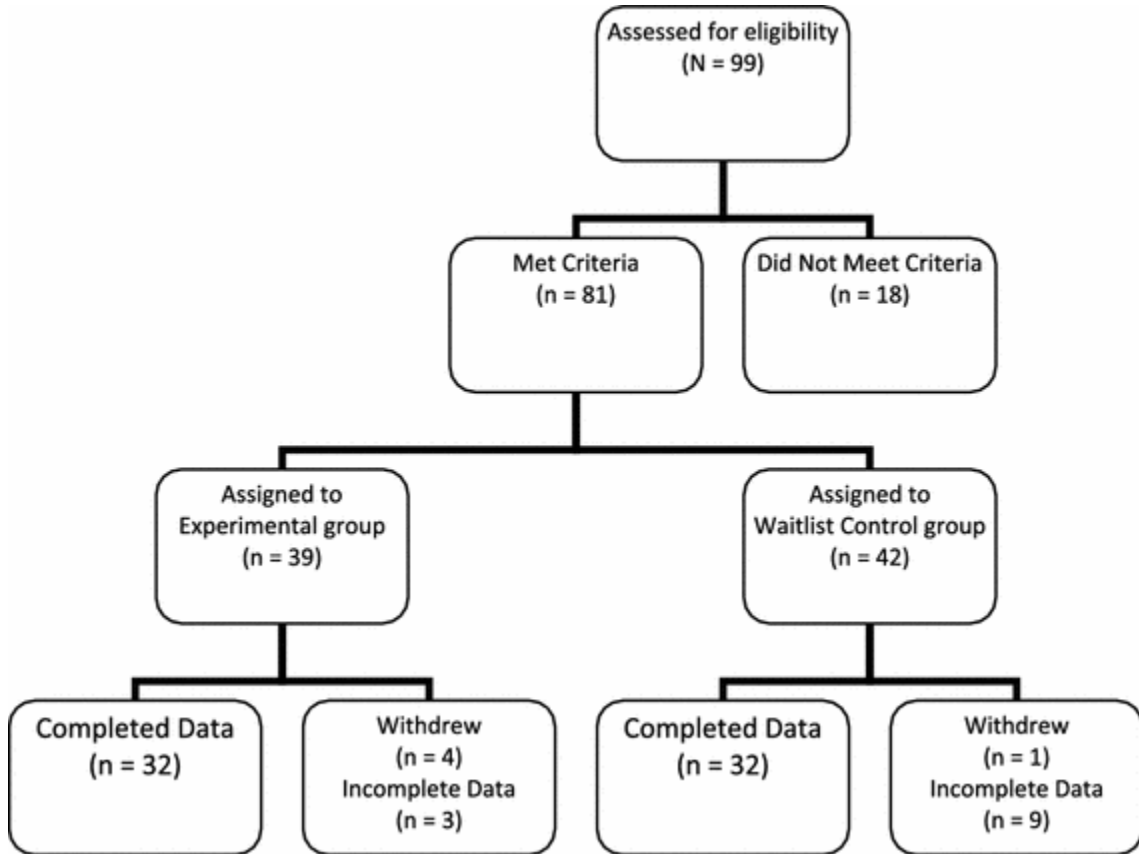 Assessed for eligibility
(N = 99)
Met Criteria
(n = 81)
Did Not Meet Criteria
(n = 18)
Assigned to
Experimental group
(n = 39)
Assigned to
Waitlist Control group
(n = 42)
Completed Data
(n = 32)
Withdrew
(n = 4)
Incomplete Data
(n = 3)
Completed Data
(n = 32)
Withdrew
(n = 1)
Incomplete Data
(n = 9)